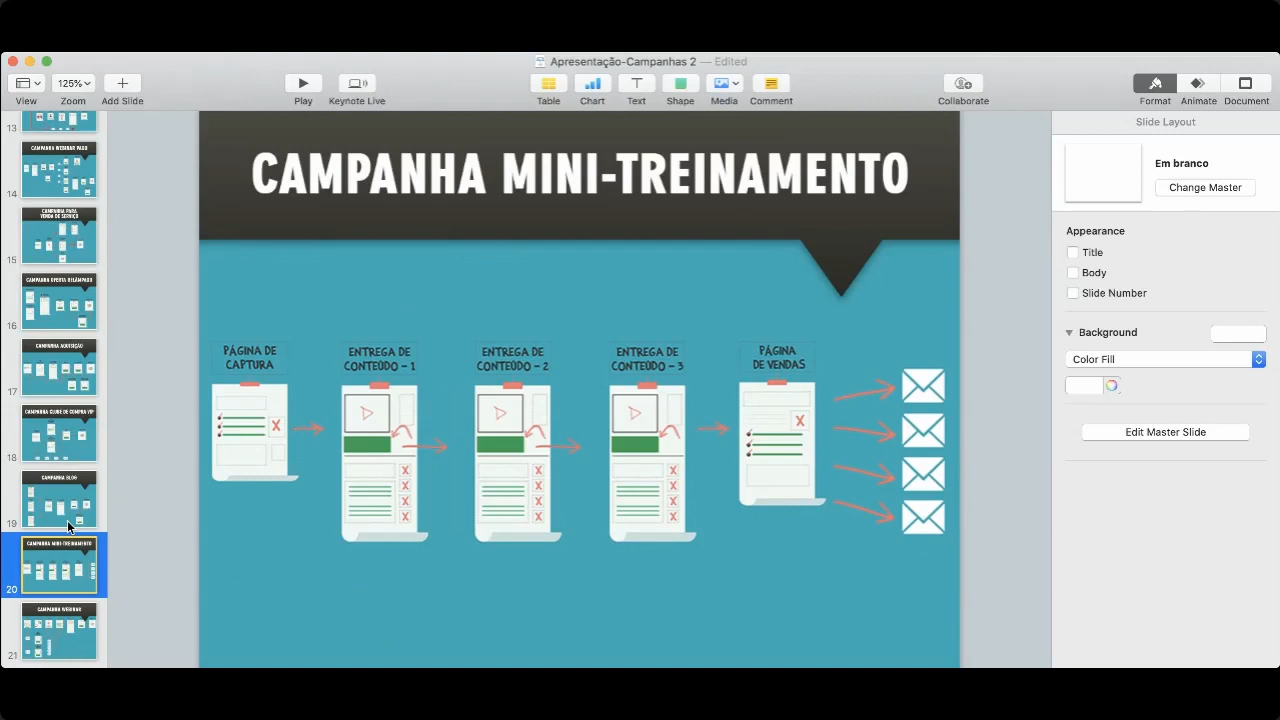 Apresentação-Campanhas 2 — Edited
125%
View
Zoom
Add Slide
Play
Keynote Live
Table
Chart
Text
Shape
Media
Comment
Collaborate
Format
Animate
Document
13
CAMPANHA WEBINAR PAGO
14
CAMPANHA PARA
VENDA DE SERVIÇO
15
CAMPANHA OFERTA RELÂMPAGO
16
CAMPANHA AQUISIÇÃO
17
CAMPANHA CLUBE DE COMPRA VIP
18
CAMPANHA BLOG
19
CAMPANHA MINI-TREINAMENTO
20
CAMPANHA WEBINAR
21
CAMPANHA MINI-TREINAMENTO
PÁGINA DE
CAPTURA
ENTREGA DE
CONTEÚDO - 1
ENTREGA DE
CONTEÚDO - 2
ENTREGA DE
CONTEÚDO - 3
PÁGINA
DE VENDAS
Slide Layout
Em branco
Change Master
Appearance
Title
Body
Slide Number
Background
Color Fill
Edit Master Slide